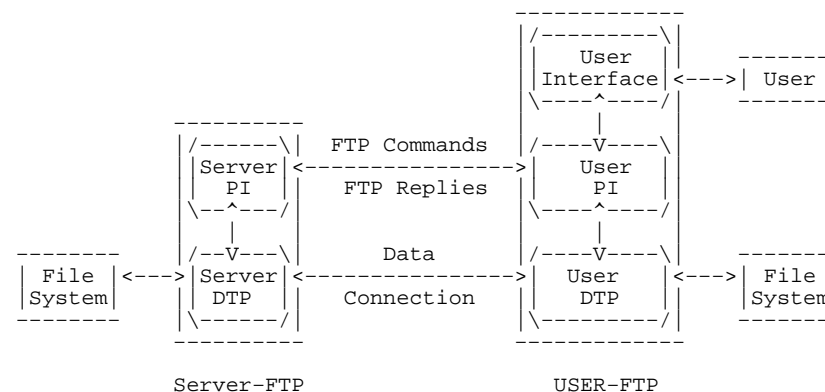 -------------
|/---------\|
||   User  ||    --------
||Interface|<--->| User
|\----^----/|    --------
----------                |     |     |
|/------\|  FTP Commands  |/----V----\|
||Server|<---------------->|   User  ||
||  PI  ||   FTP Replies  ||    PI   ||
|\--^---/|                |\----^----/|
|   |    |                |     |     |
--------    |/--V---\|      Data      |/----V----\|    --------
| File |<--->|Server|<---------------->|   User  |<--->| File
|System|    || DTP  ||   Connection   ||   DTP   ||    |System
--------    |\------/|                |\---------/|    --------
----------                -------------
Server-FTP                USER-FTP